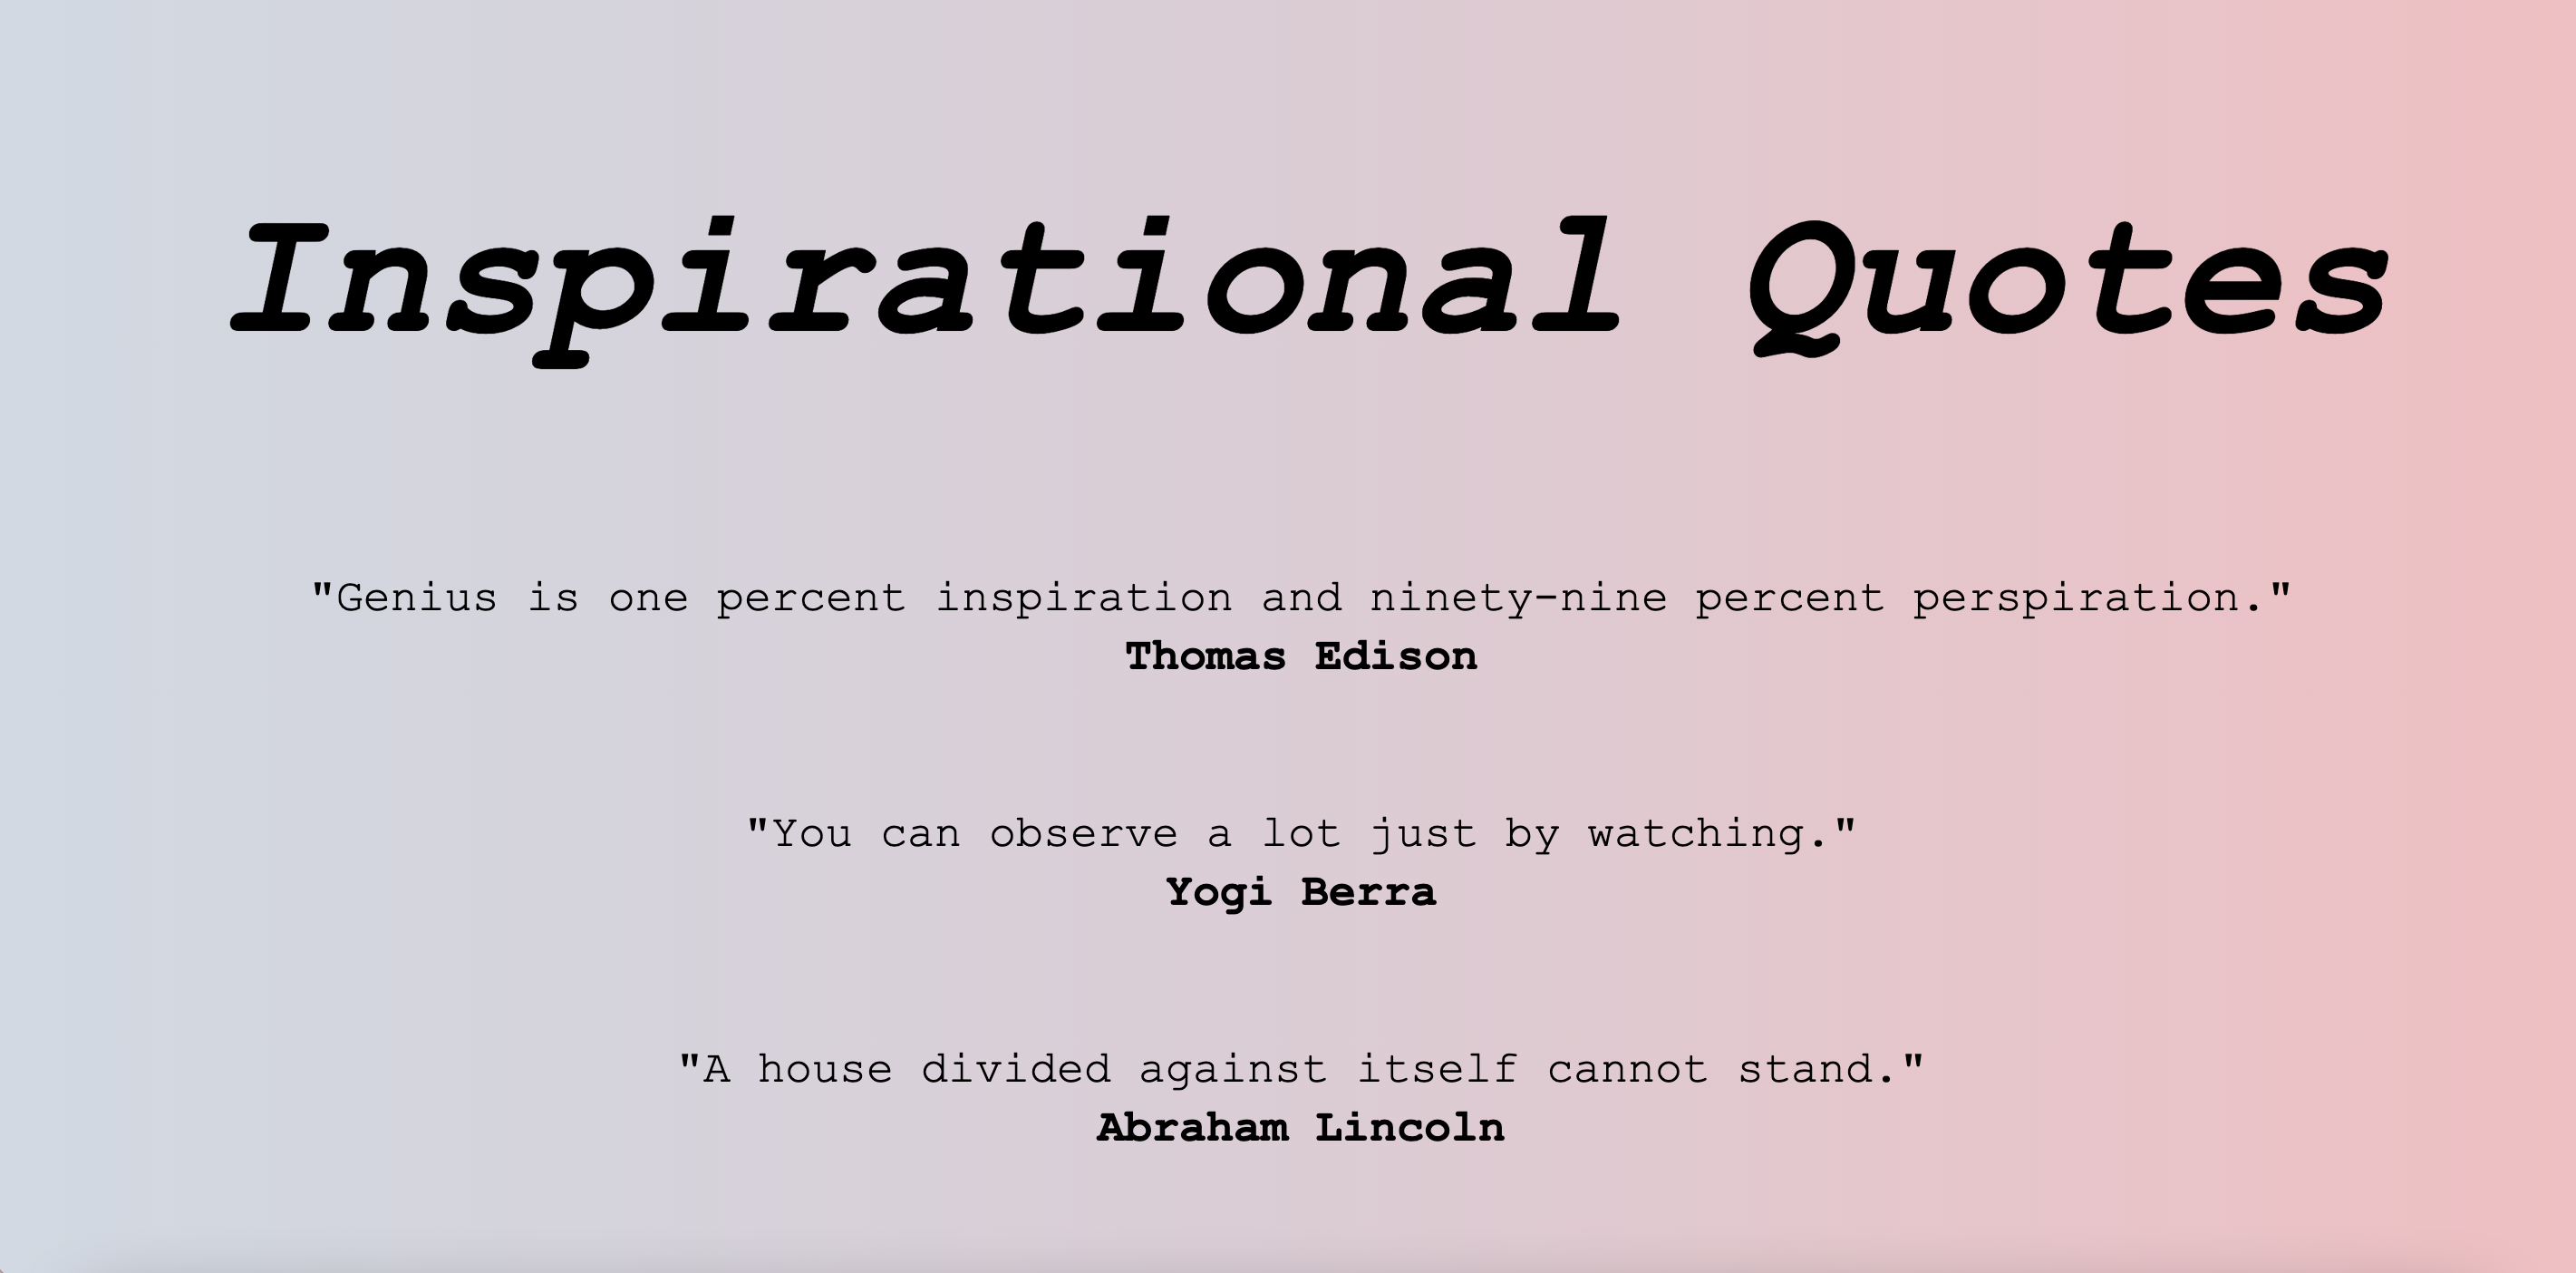 Inspirational Quotes
"Genius is one percent inspiration and ninety-nine percent perspiration."
Thomas Edison
"You can observe a lot just by watching."
Yogi Berra
"A house divided against itself cannot stand."
Abraham Lincoln